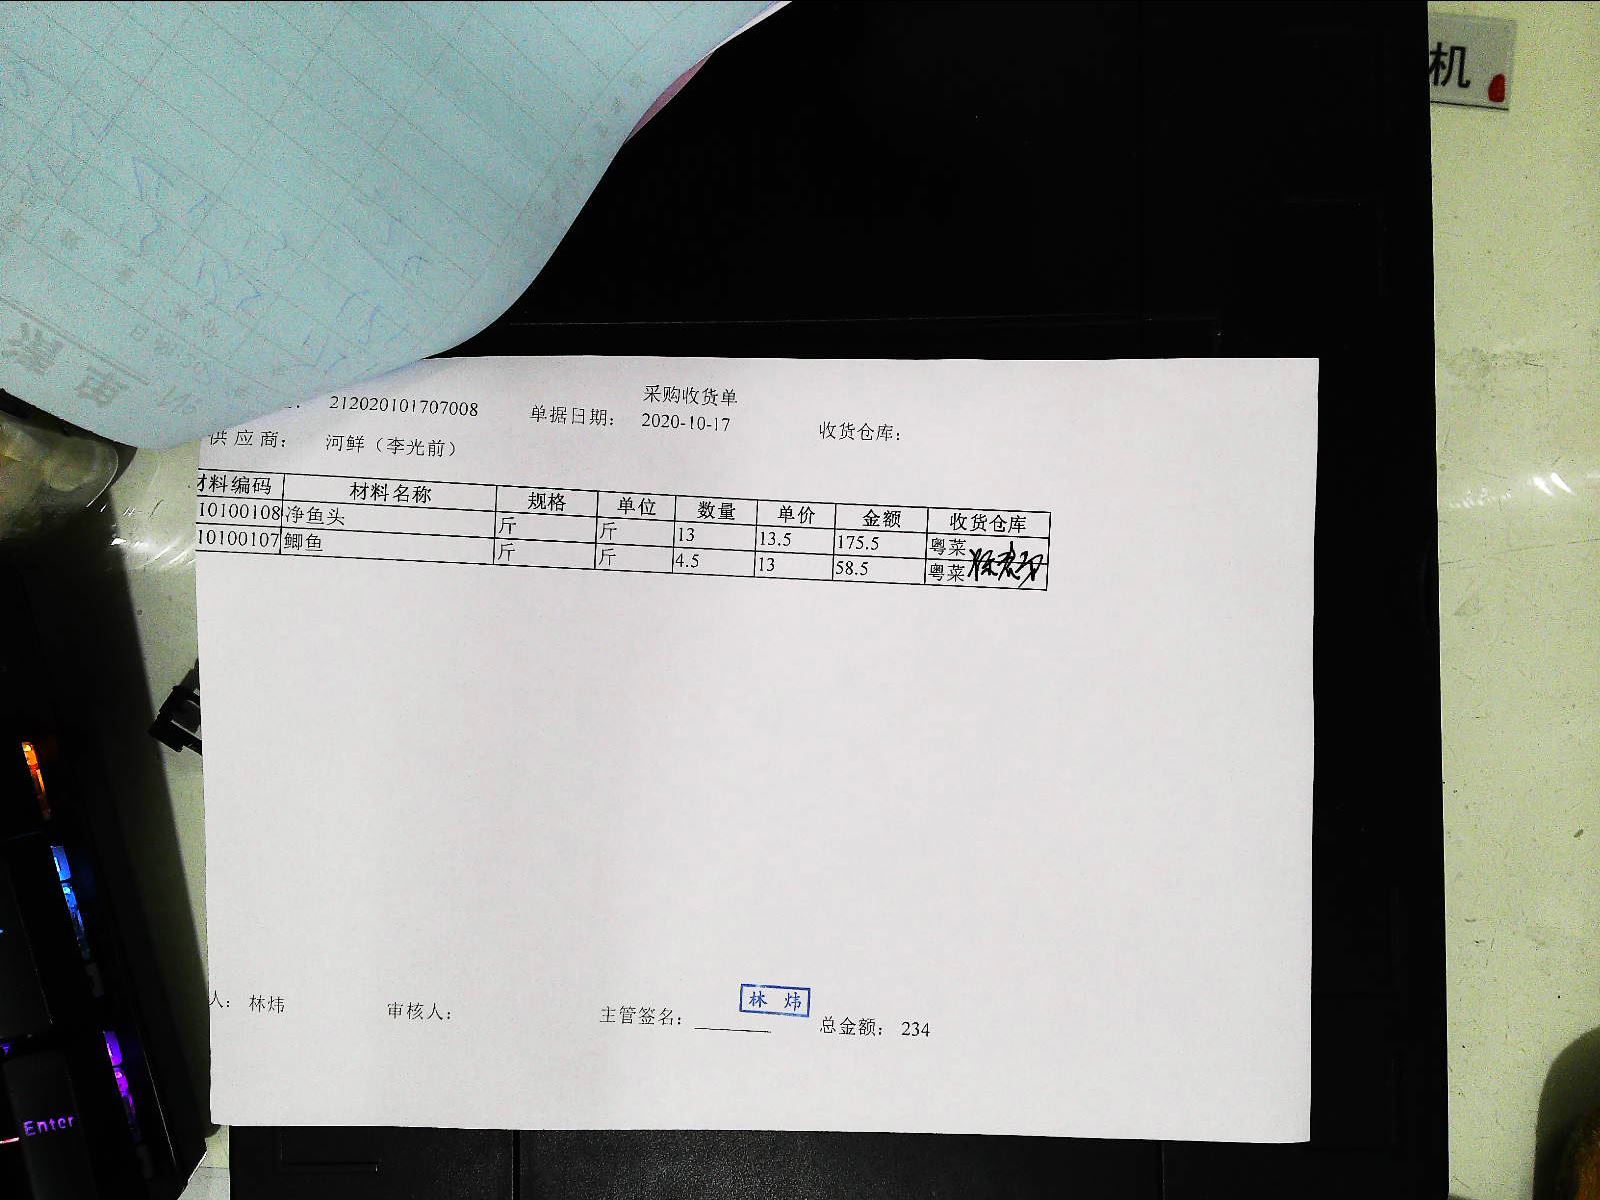 机
采购收货单
212020101707008 单据日期: 2020-10-17 收货仓库:
供应商: 河鲜（李光前）
材料编码 材料名称 规格 单位 数量 单价 金额 收货仓库
10100108 净鱼头 斤 斤 13 13.5 175.5 粤菜
10100107 鲫鱼 斤 斤 4.5 13 58.5 粤菜
人: 林炜 审核人: 主管签名: 林 炜 总金额: 234
Enter